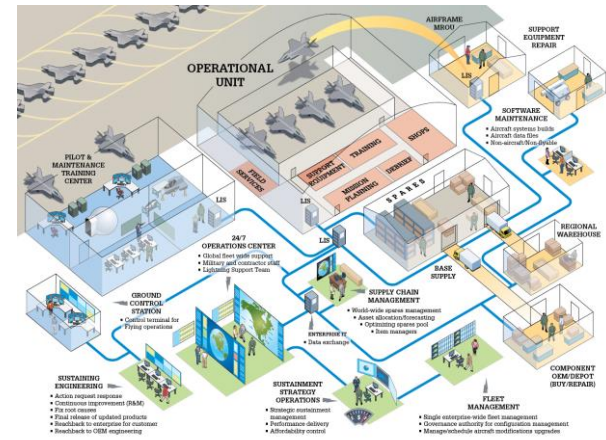 AIRFRAME
MROU
SUPPORT
EQUIPMENT
REPAIR
OPERATIONAL
UNIT
LIS
SOFTWARE
MAINTENANCE
• Aircraft systems builds
• Aircraft data files
• Non-aircraft/Non-flyable
PILOT &
MAINTENANCE
TRAINING
CENTER
FIELD
SERVICES
SUPPORT
EQUIPMENT
TRAINING
SHOPS
MISSION
PLANNING
DEBRIEF
SPARES
LIS
LIS
24/7
OPERATIONS CENTER
• Global fleet wide support
• Military and contractor staff
• Lightning Support Team
REGIONAL
WAREHOUSE
BASE
SUPPLY
GROUND
CONTROL
STATION
• Control terminal for
Flying operations
SUPPLY CHAIN
MANAGEMENT
• World-wide spares management
• Asset allocation/forecasting
• Optimizing spares pool
• Item managers
ENTERPRISE IT
• Data exchange
COMPONENT
OEM/DEPOT
(BUY/REPAIR)
SUSTAINING
ENGINEERING
• Action request response
• Continuous improvement (R&M)
• Fix root causes
• Final release of updated products
• Reachback to enterprise for customer
• Reachback to OEM engineering
SUSTAINMENT
STRATEGY
OPERATIONS
• Strategic sustainment
management
• Performance delivery
• Affordability control
FLEET
MANAGEMENT
• Single enterprise-wide fleet management
• Governance authority for configuration management
• Manage/schedule aircraft modifications upgrades